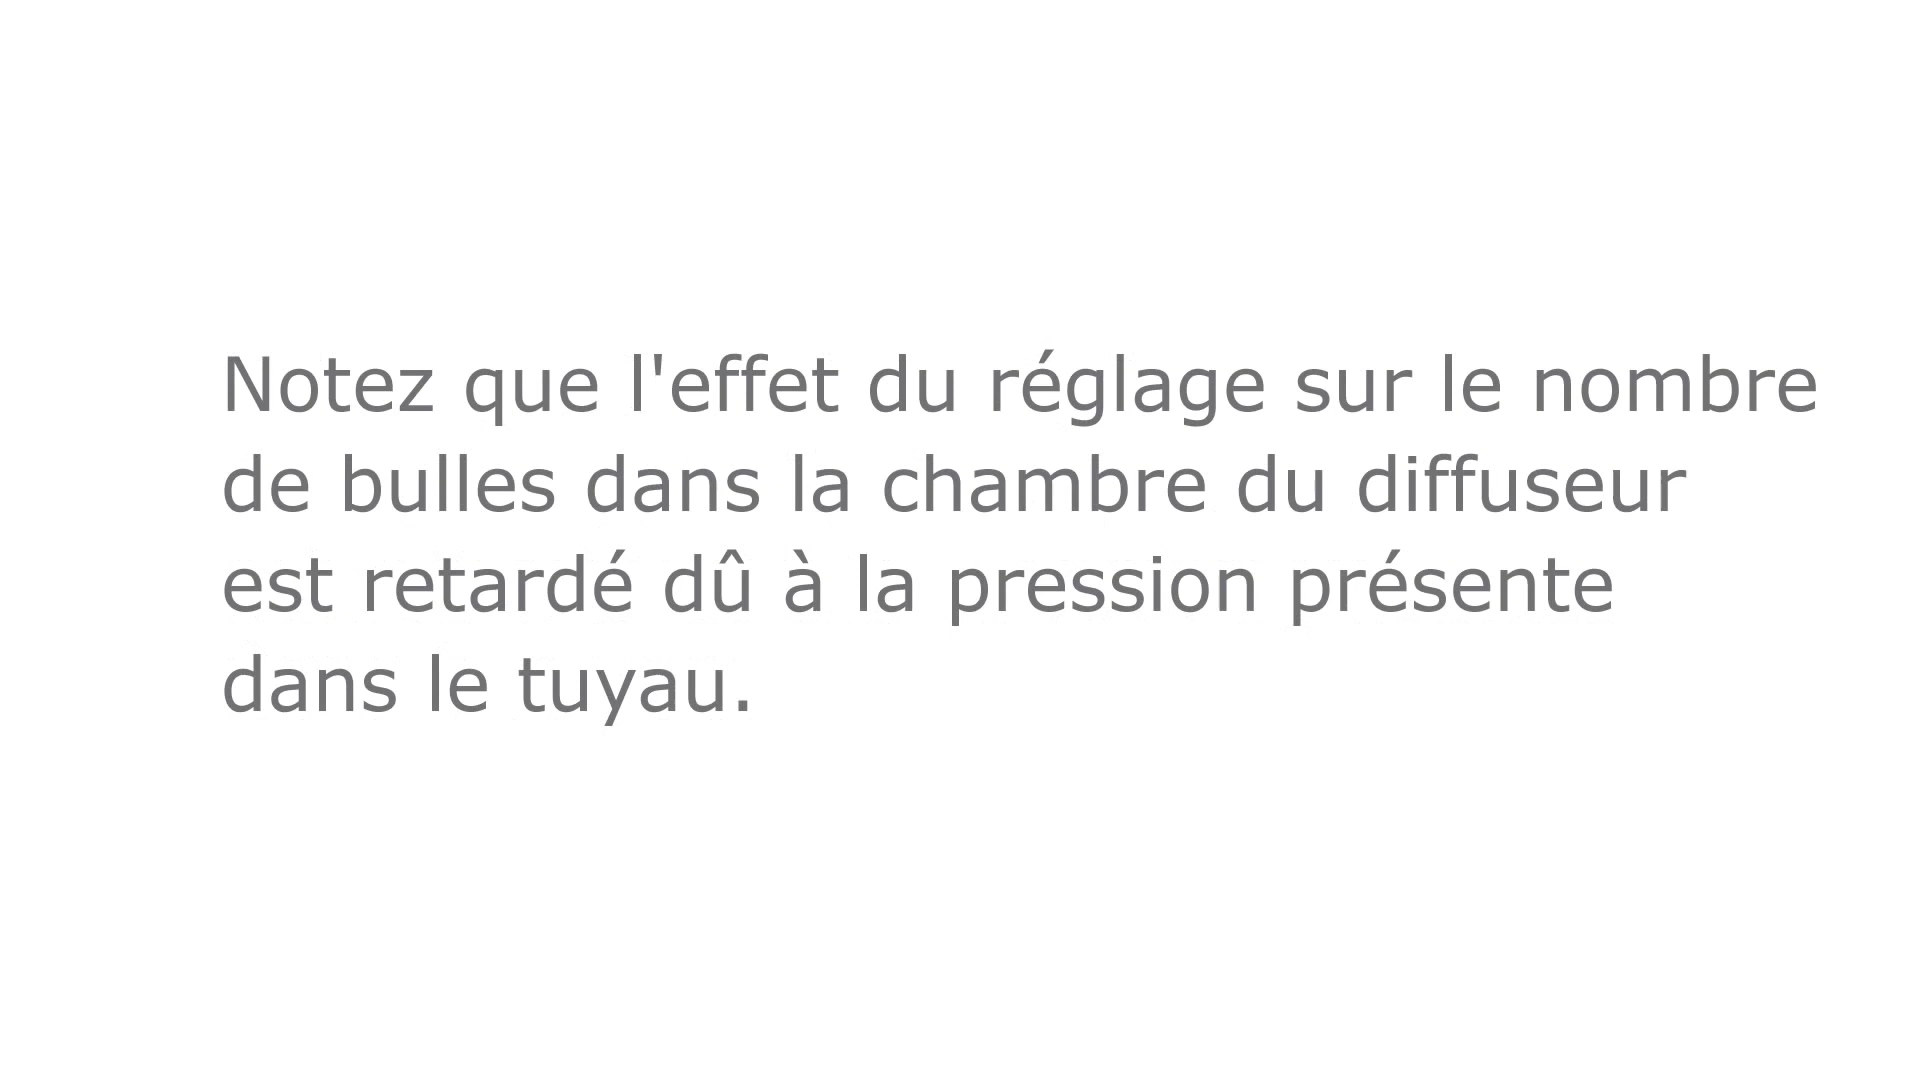 Notez que l'effet du réglage sur le nombre
de bulles dans la chambre du diffuseur
est retardé dû à la pression présente
dans le tuyau.